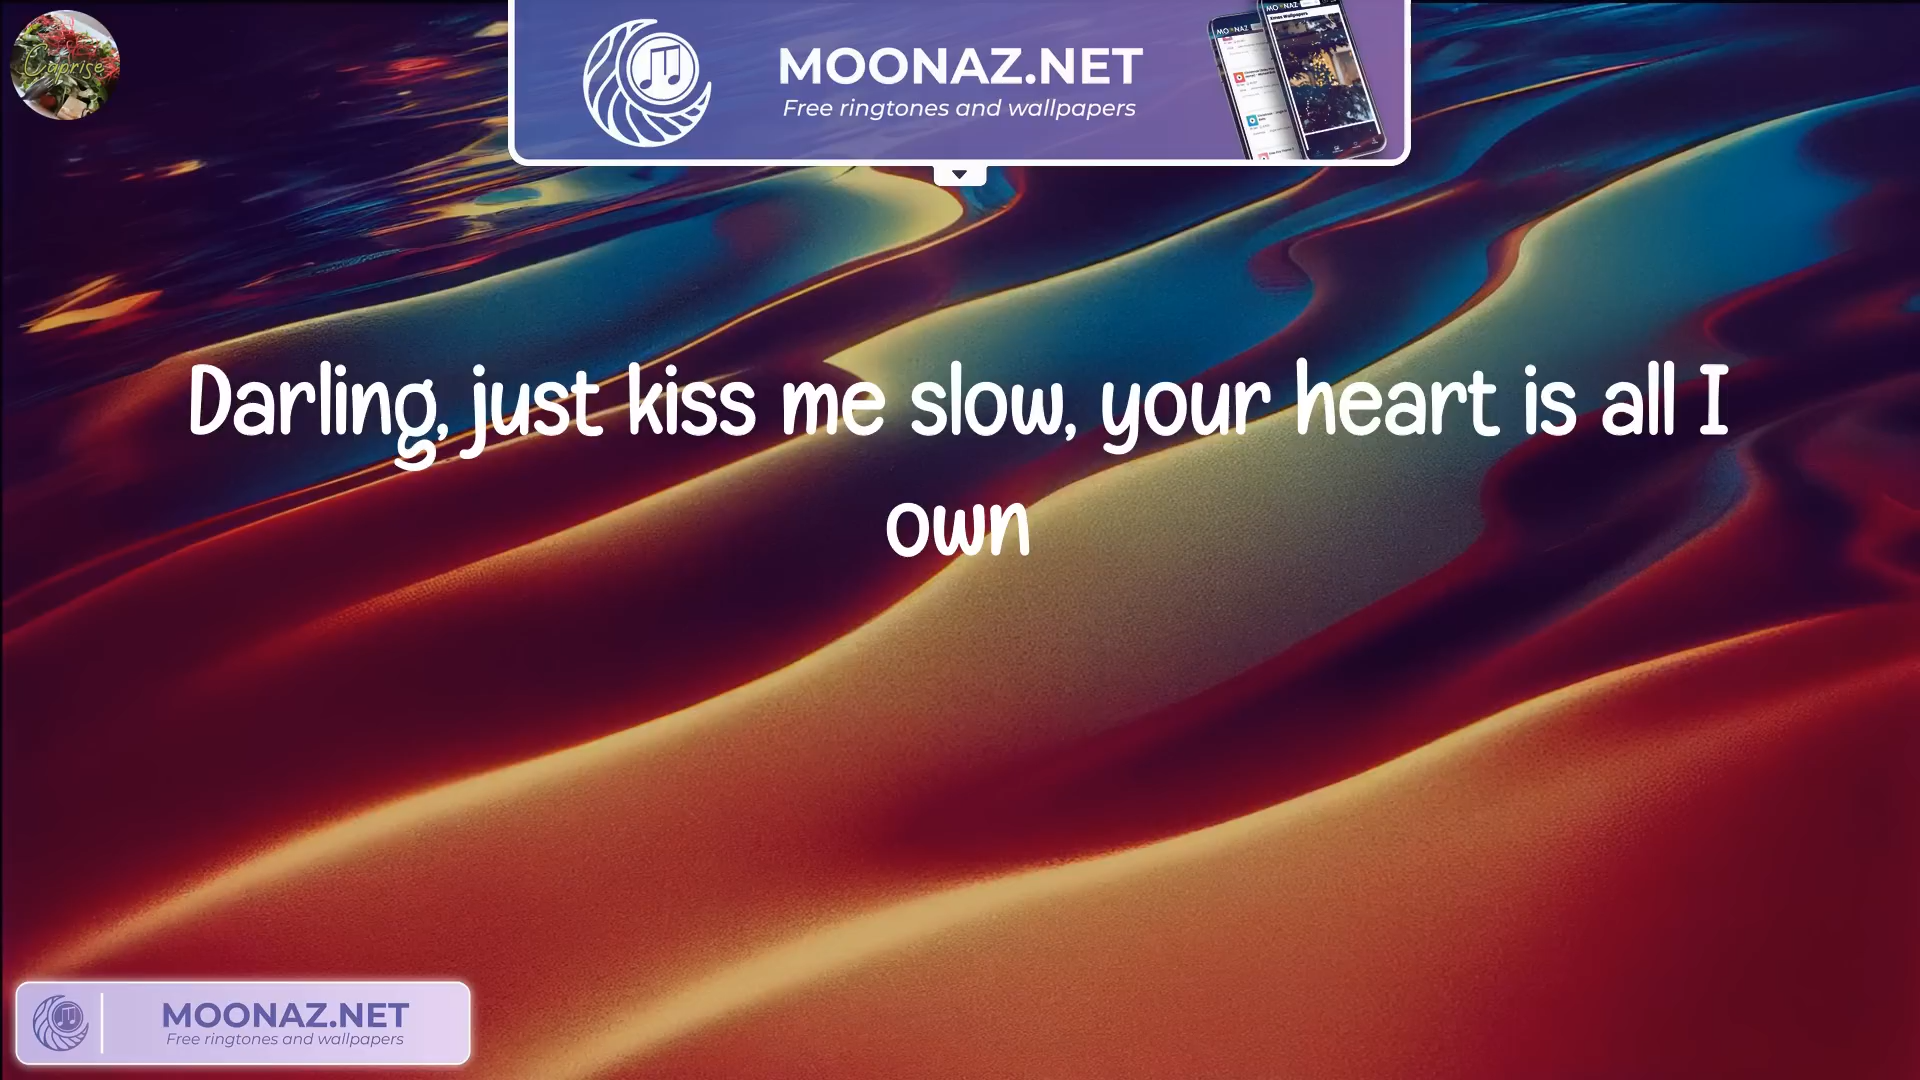 Caprise
MOONAZ.NET
Free ringtones and wallpapers
Darling, just kiss me slow, your heart is all I
own
MOONAZ.NET
Free ringtones and wallpapers